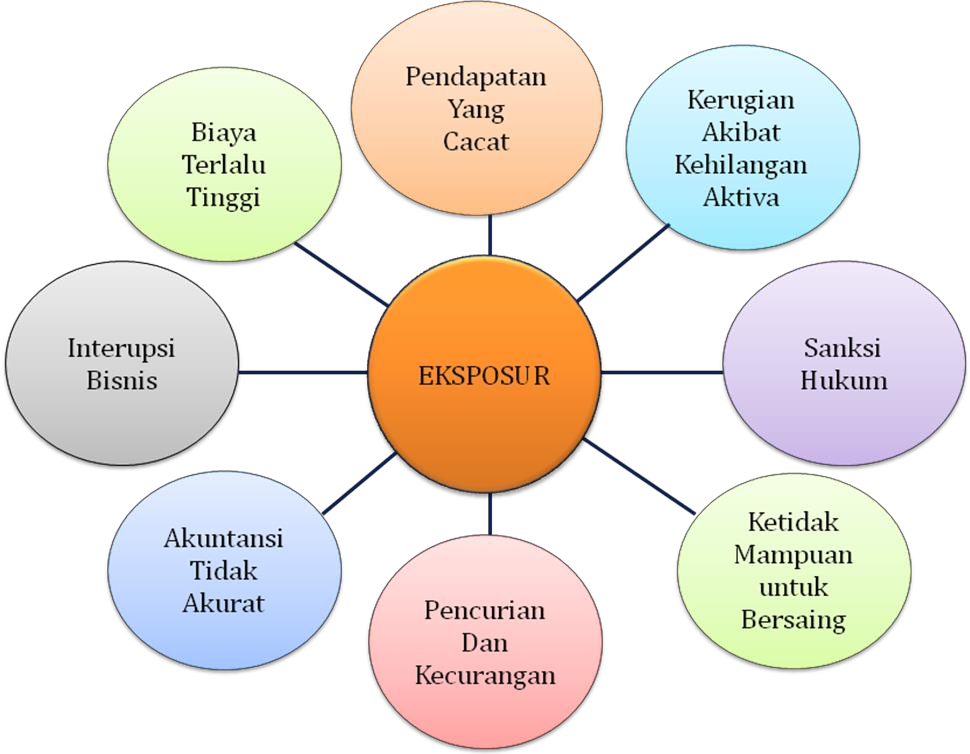 Pendapatan
Yang
Cacat
Kerugian
Akibat
Kehilangan
Aktiva
Biaya
Terlalu
Tinggi
Interupsi
Bisnis
EKSPOSUR
Sanksi
Hukum
Akuntansi
Tidak
Akurat
Pencurian
Dan
Kecurangan
Ketidak
Mampuan
untuk
Bersaing